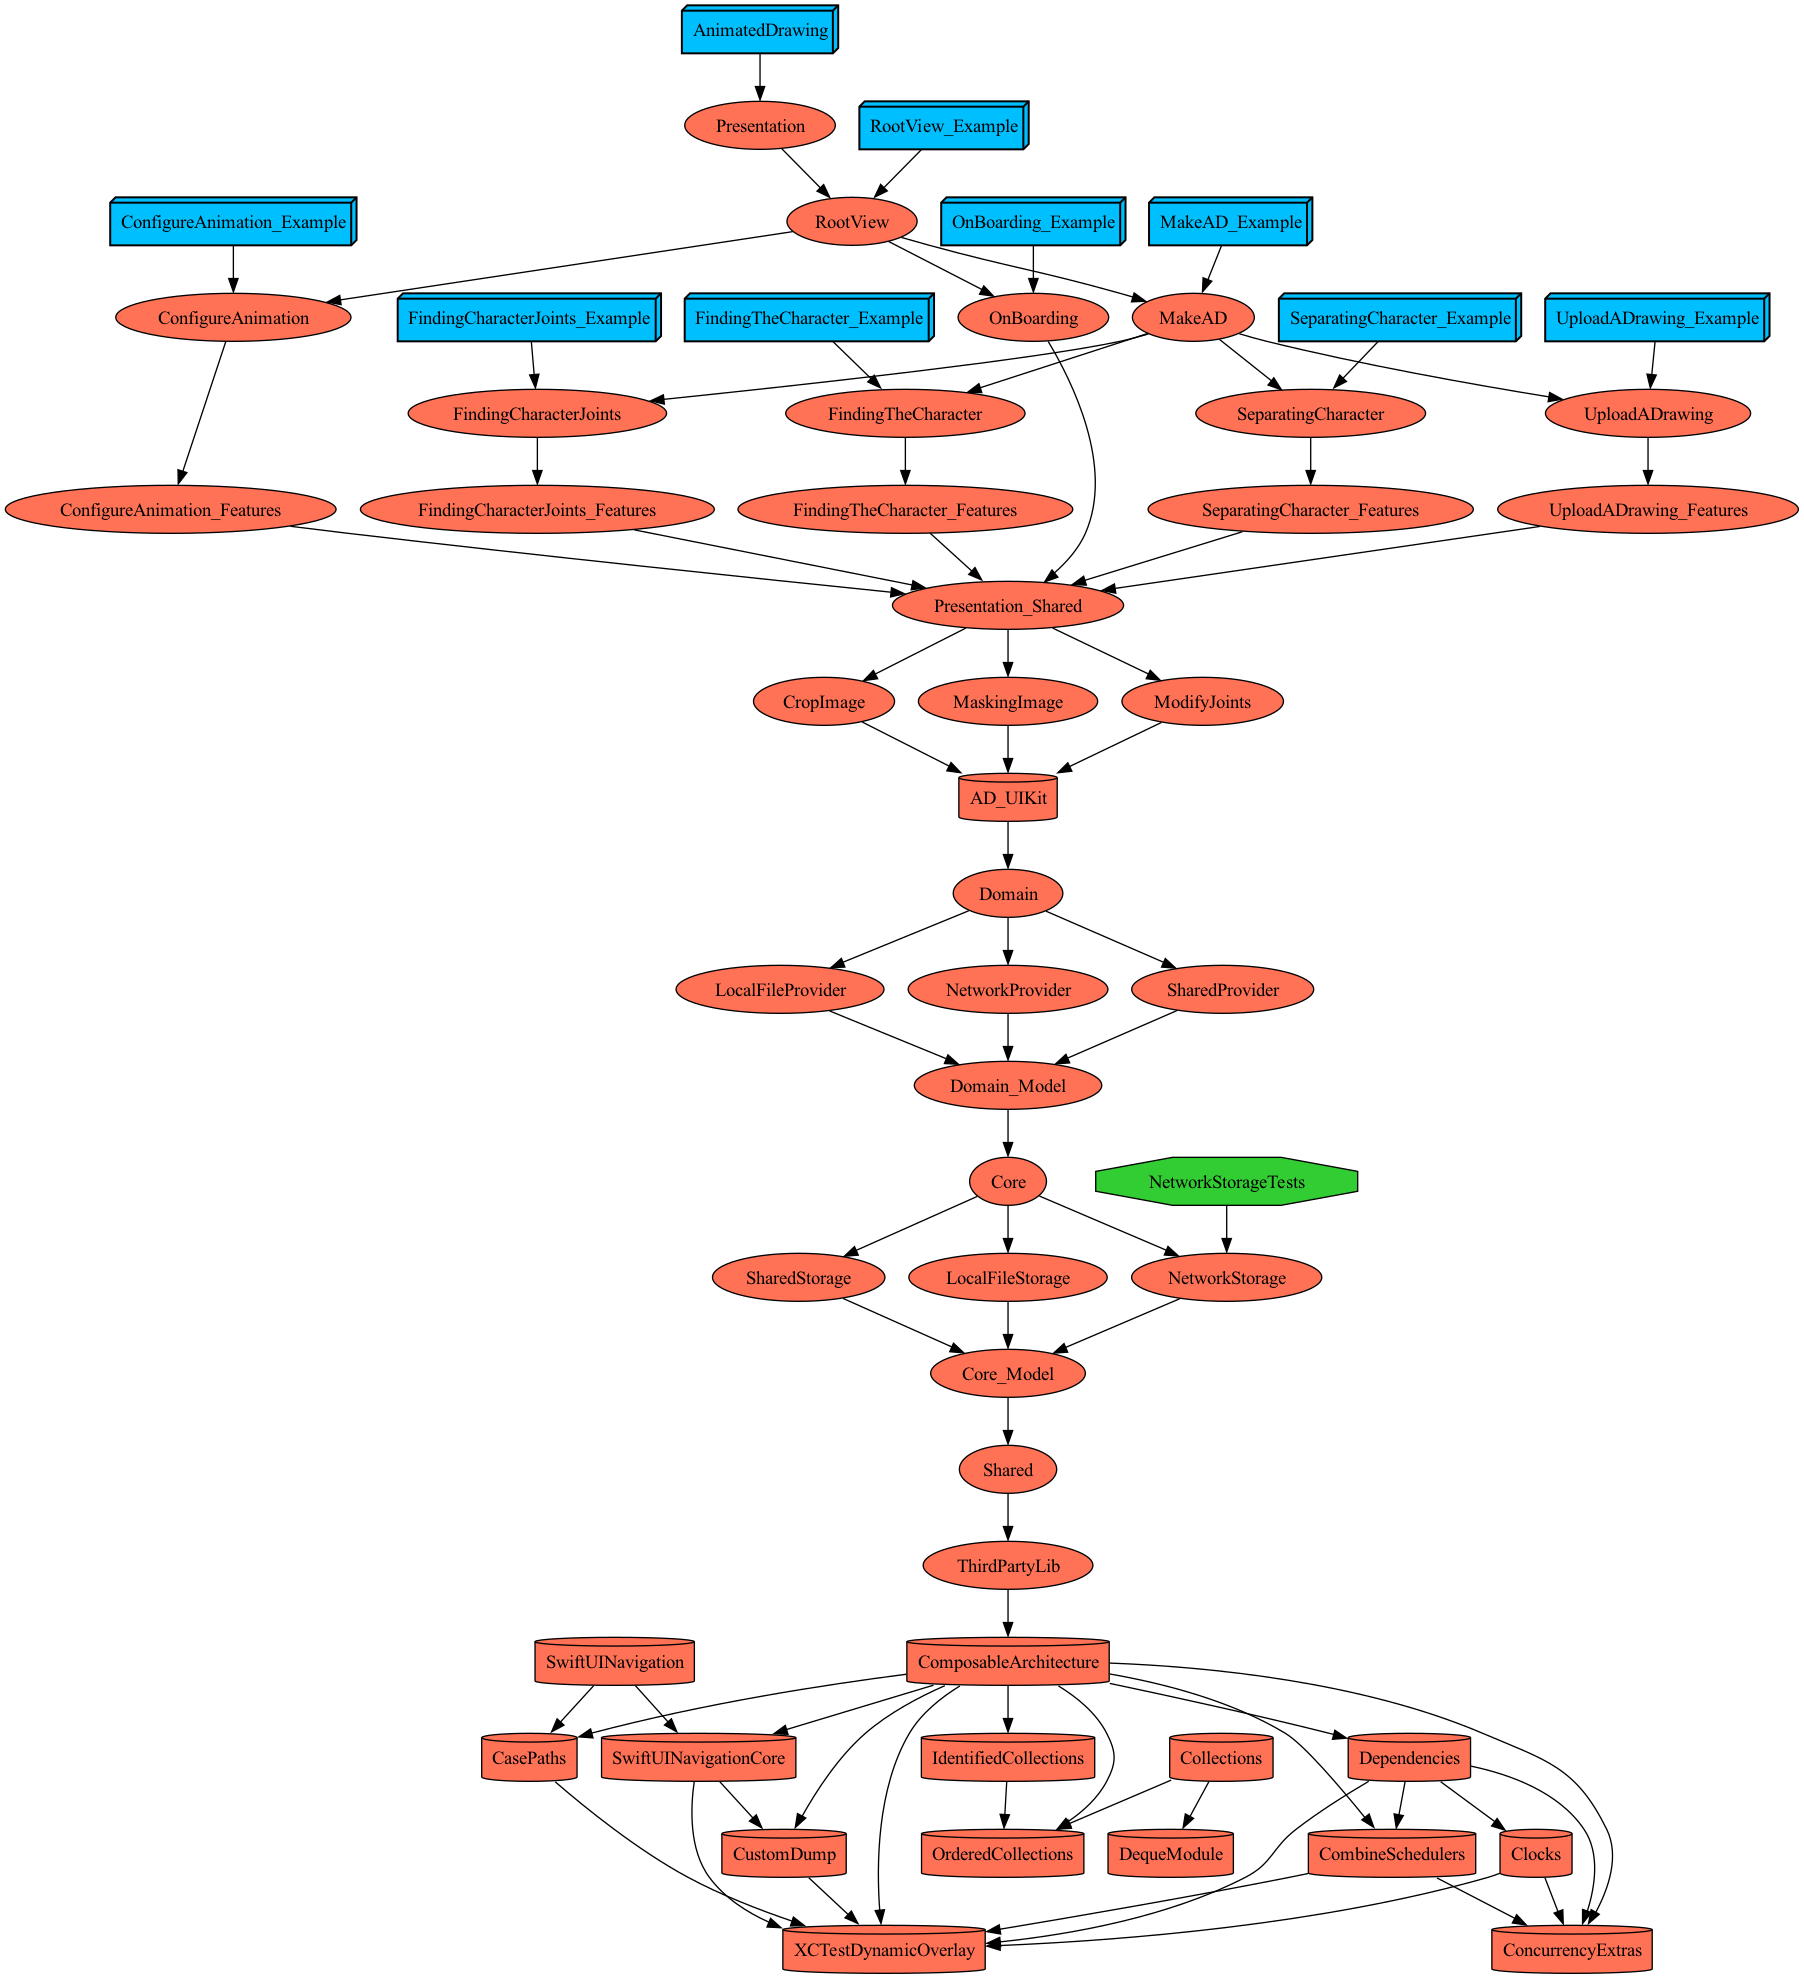 AnimatedDrawing
Presentation
RootView_Example
ConfigureAnimation_Example
RootView
OnBoarding_Example
MakeAD_Example
ConfigureAnimation
FindingCharacterJoints_Example
FindingTheCharacter_Example
OnBoarding
MakeAD
SeparatingCharacter_Example
UploadADrawing_Example
FindingCharacterJoints
FindingTheCharacter
SeparatingCharacter
UploadADrawing
ConfigureAnimation_Features
FindingCharacterJoints_Features
FindingTheCharacter_Features
SeparatingCharacter_Features
UploadADrawing_Features
Presentation_Shared
CropImage
MaskingImage
ModifyJoints
AD_UIKit
Domain
LocalFileProvider
NetworkProvider
SharedProvider
Domain_Model
Core
NetworkStorageTests
SharedStorage
LocalFileStorage
NetworkStorage
Core_Model
Shared
ThirdPartyLib
SwiftUINavigation
ComposableArchitecture
CasePaths
SwiftUINavigationCore
IdentifiedCollections
Collections
Dependencies
CustomDump
OrderedCollections
DequeModule
CombineSchedulers
Clocks
XCTestDynamicOverlay
ConcurrencyExtras